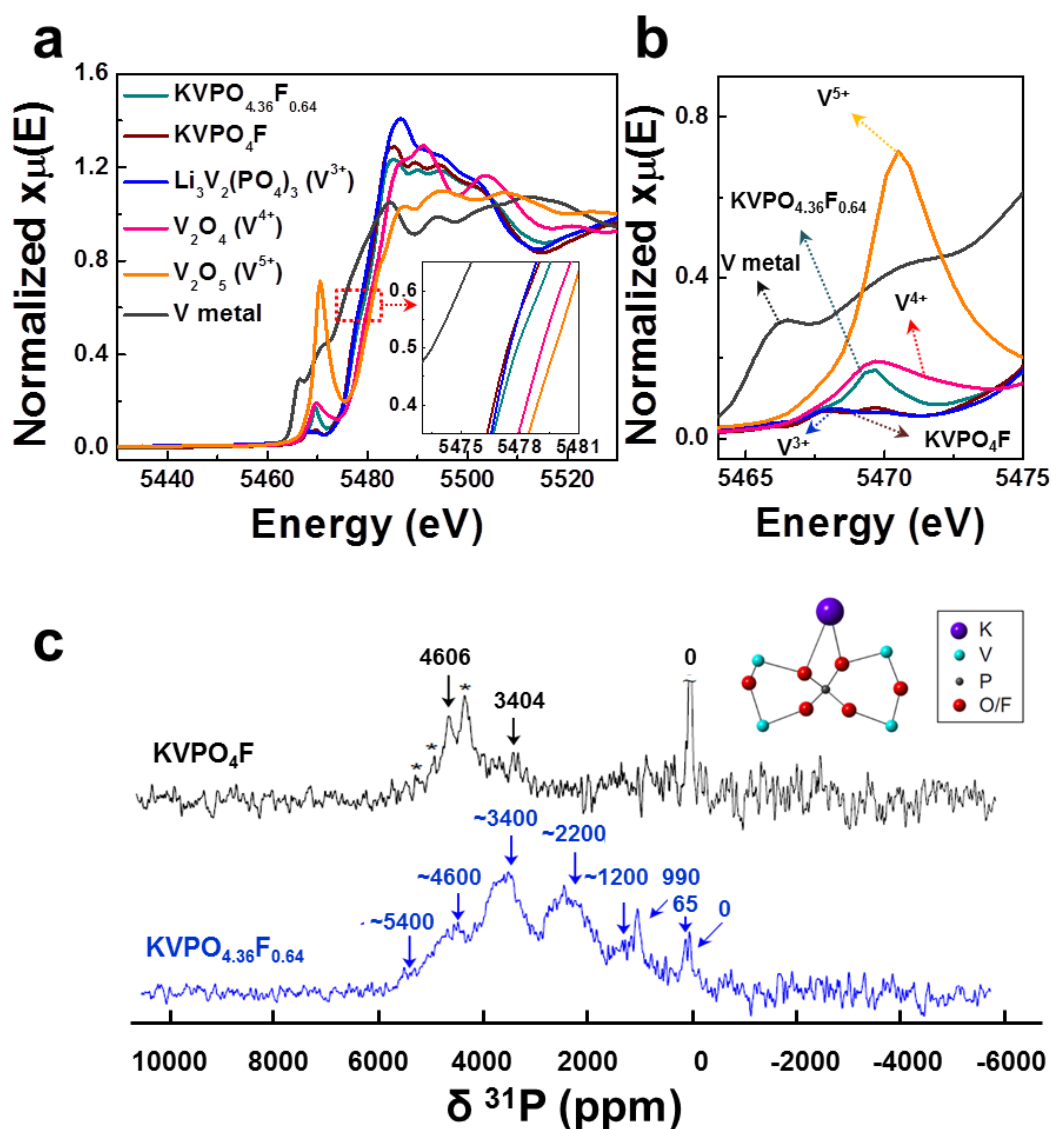 a
Normalized xμ(E)
1.6
1.2
0.8
0.4
0.0
KVPO4.36F0.64
KVPO4F
Li3V2(PO4)3 (V3+)
V2O4 (V4+)
V2O5 (V5+)
V metal
0.6
0.5
0.4
5475 5478 5481
5440 5460 5480 5500 5520
Energy (eV)
b
Normalized xμ(E)
0.8
0.4
0.0
V5+
KVPO4.36F0.64
V metal
V4+
V3+
KVPO4F
5465 5470 5475
Energy (eV)
c
KVPO4F
* * 4606 * 3404 0
K
V
P
O/F
KVPO4.36F0.64
~5400 ~4600 ~3400 ~2200 ~1200 990 65 0
10000 8000 6000 4000 2000 0 -2000 -4000 -6000
δ 31P (ppm)